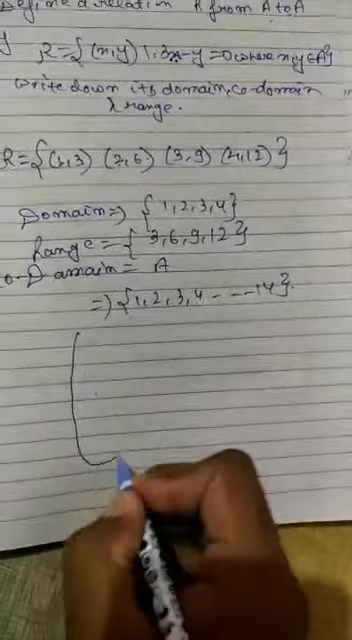 Define a relation R from A to A
R={(x,y) 1.3x-y=0 where x,y∈A}
write down its domain, co-domain
& range.
R={(1,3) (2,6) (3,9) (4,12)}
Domain=) {1,2,3,4}
Range={3,6,9,12}
o-Domain= A
=){1,2,3,4 - - - 14}.